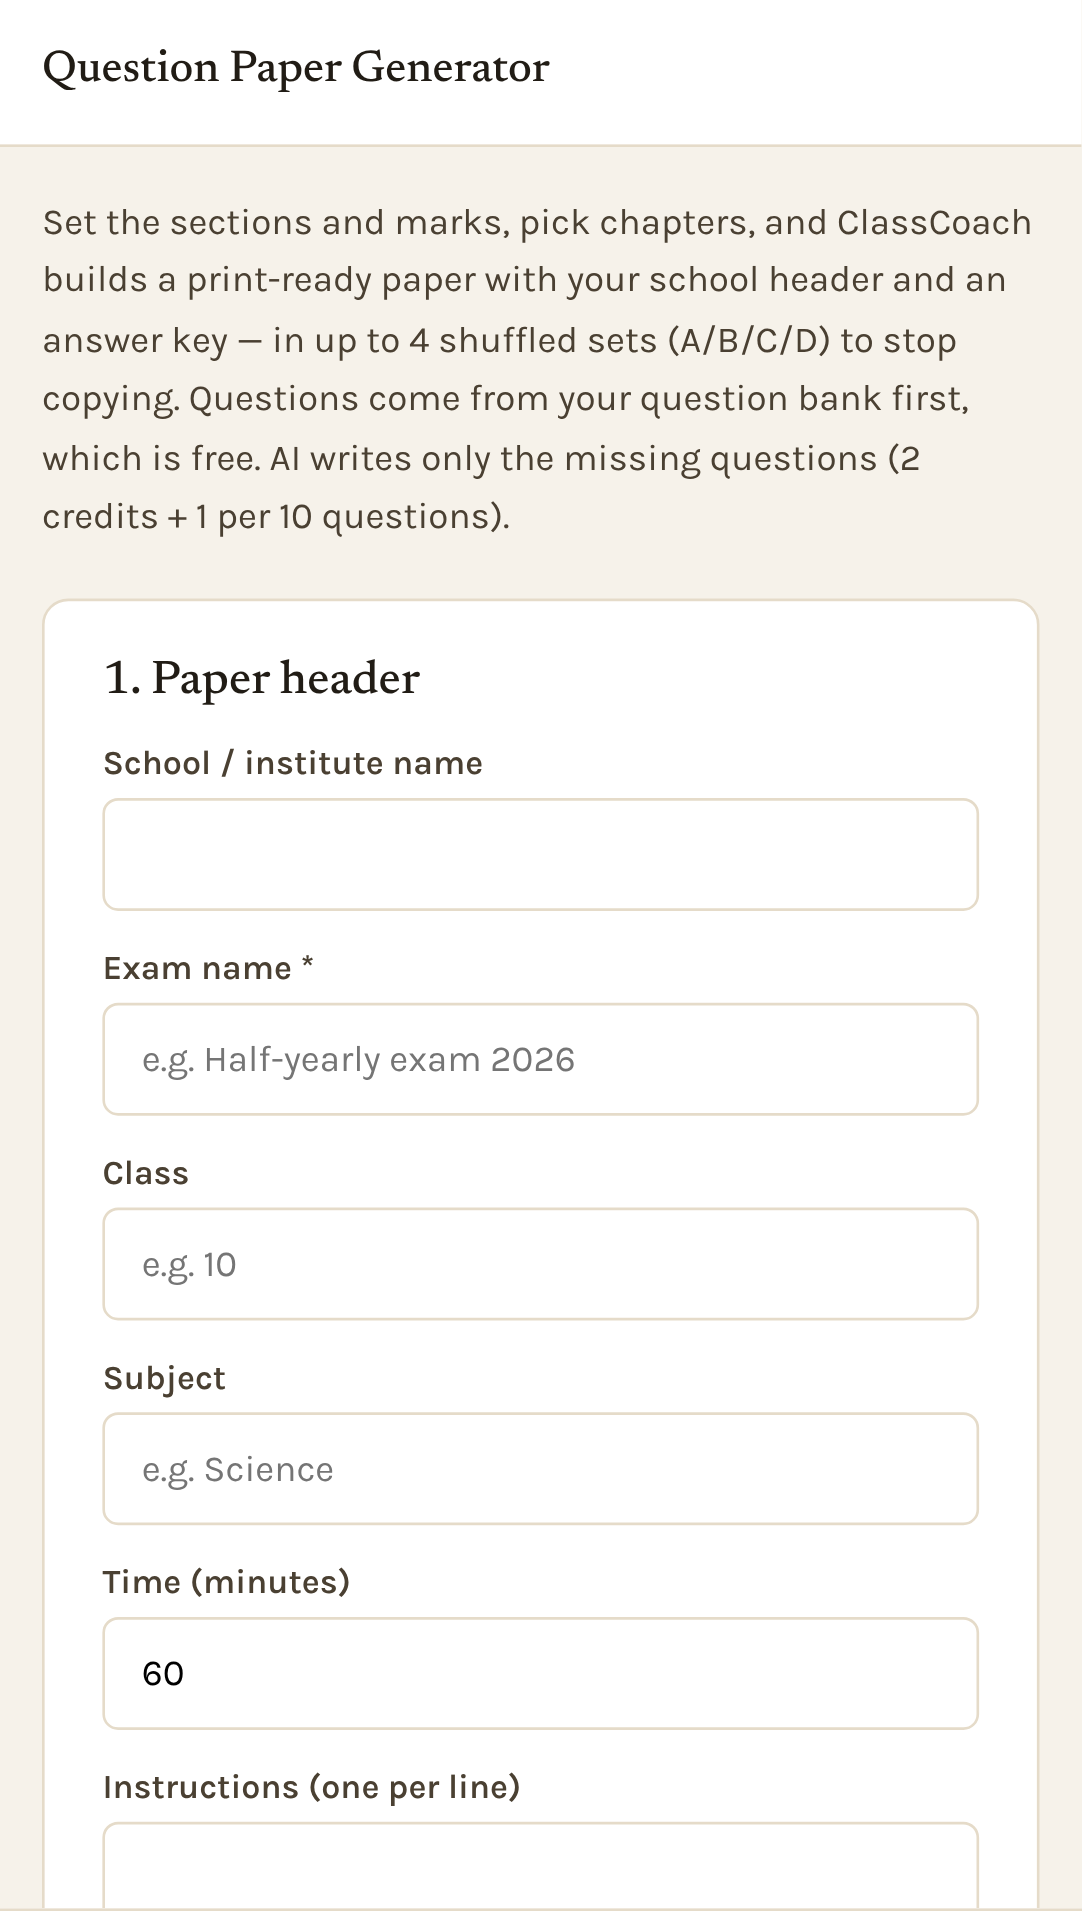 Question Paper Generator
Set the sections and marks, pick chapters, and ClassCoach
builds a print-ready paper with your school header and an
answer key — in up to 4 shuffled sets (A/B/C/D) to stop
copying. Questions come from your question bank first,
which is free. AI writes only the missing questions (2
credits + 1 per 10 questions).
1. Paper header
School / institute name
Exam name *
e.g. Half-yearly exam 2026
Class
e.g. 10
Subject
e.g. Science
Time (minutes)
60
Instructions (one per line)